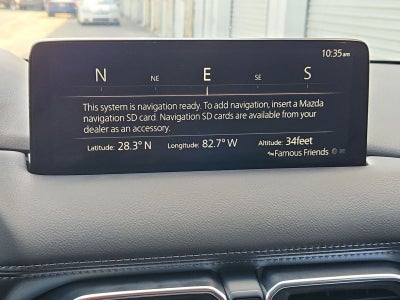 10:35am
N NE E SE S
This system is navigation ready. To add navigation, insert a Mazda
navigation SD card. Navigation SD cards are available from your
dealer as an accessory.
Latitude: 28.3° N Longitude: 82.7° W Altitude: 34feet
Famous Friends